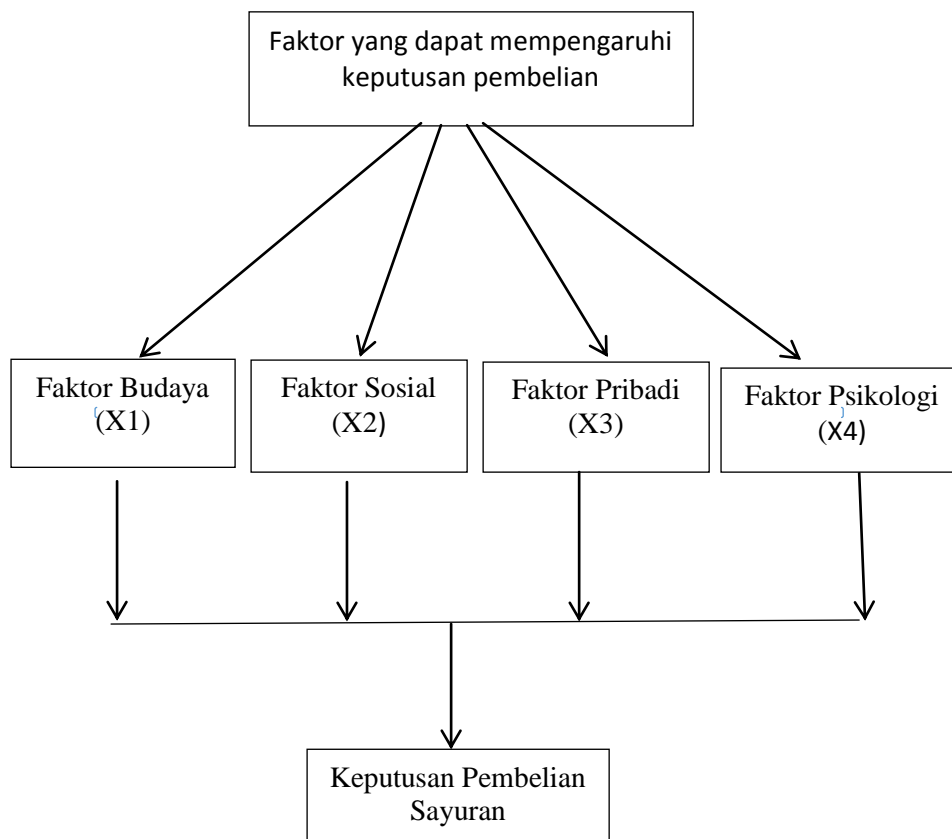 Faktor yang dapat mempengaruhi
keputusan pembelian
Faktor Budaya
(X1)
Faktor Sosial
(X2)
Faktor Pribadi
(X3)
Faktor Psikologi
(X4)
Keputusan Pembelian
Sayuran